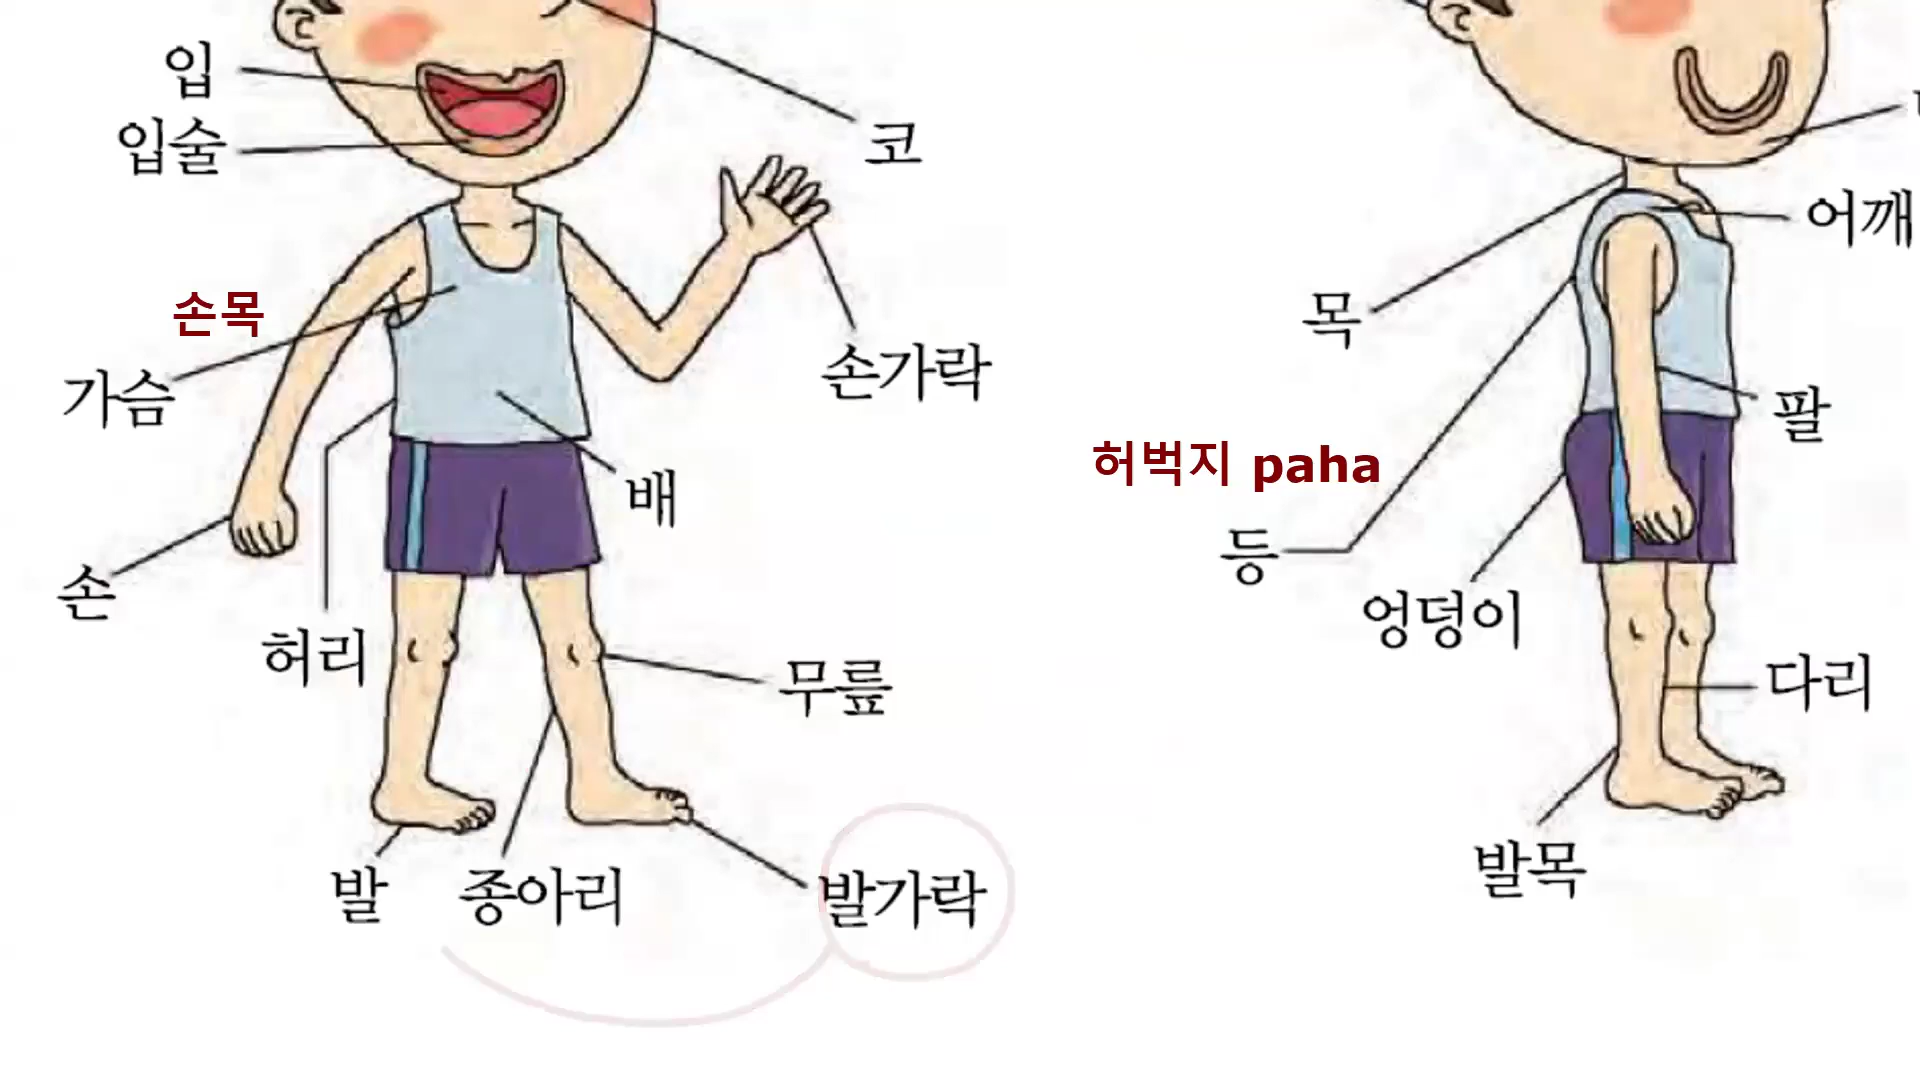 입
입술
코
손목
가슴
손가락
배
손
허리
무릎
발
종아리
발가락
어깨
목
팔
허벅지 paha
등
엉덩이
다리
발목